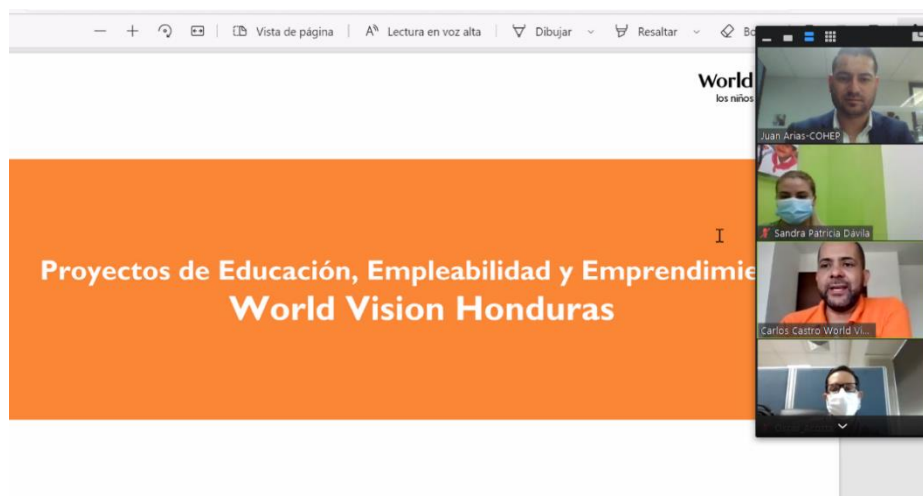 Vista de página
Lectura en voz alta
Dibujar
Resaltar
World
los niños
Proyectos de Educación, Empleabilidad y Emprendimie
World Vision Honduras
Juan Arias-COHEP
Sandra Patricia Dávila
Carlos Castro World Vi...